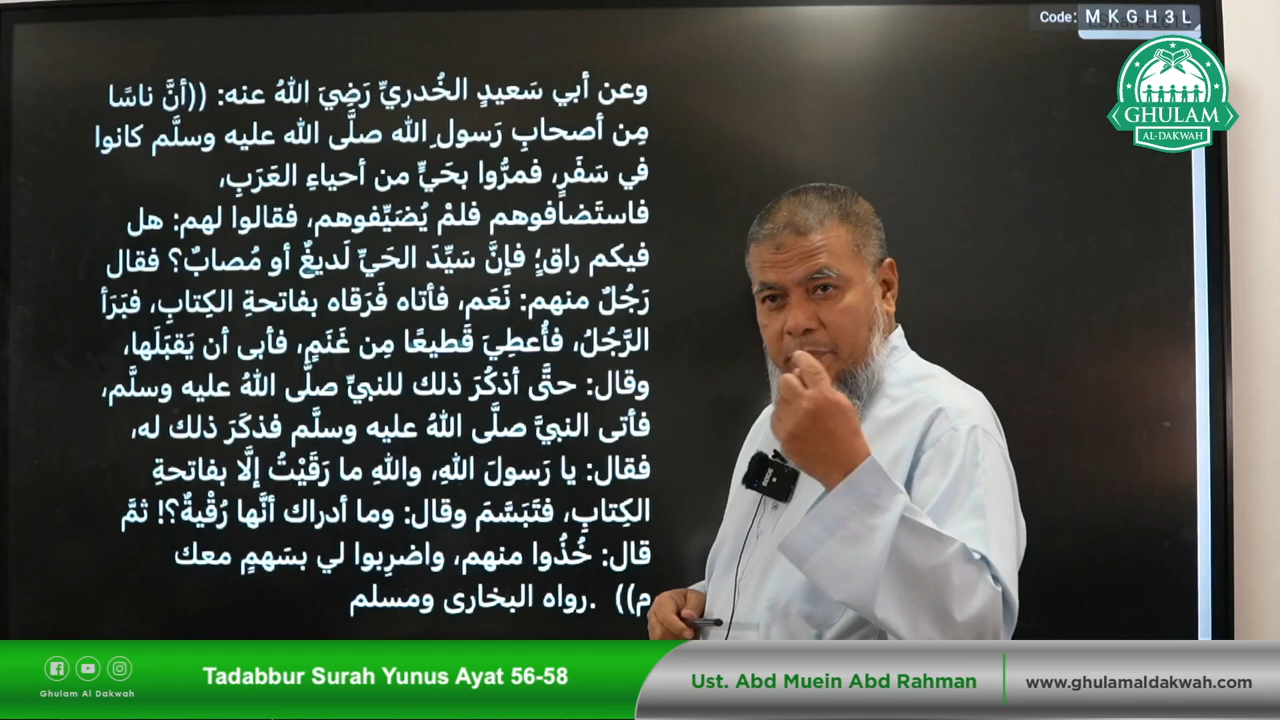 Code: M K G H 3 L
GHULAM
AL-DAKWAH
وعن أبي سَعيدٍ الخُدريِّ رَضِيَ اللهُ عنه: ((أنَّ ناسًا
مِن أصحابِ رَسولِ الله صلَّى الله عليه وسلَّم كانوا
في سَفَرٍ، فمرُّوا بحَيٍّ من أحياءِ العَرَبِ،
فاستَضافوهم فلمْ يُضَيِّفوهم، فقالوا لهم: هل
فيكم راقٍ؛ فإنَّ سَيِّدَ الحَيِّ لَديغٌ أو مُصابٌ؟ فقال
رَجُلٌ منهم: نَعَم، فأتاه فَرَقاه بفاتحةِ الكِتابِ، فبَرَأ
الرَّجُلُ، فأُعطِيَ قَطيعًا مِن غَنَمٍ، فأبى أن يَقبَلَها،
وقال: حتَّى أذكُرَ ذلك للنبيِّ صلَّى اللهُ عليه وسلَّم،
فأتى النبيَّ صلَّى اللهُ عليه وسلَّم فذكَرَ ذلك له،
فقال: يا رَسولَ اللهِ، واللهِ ما رَقَيْتُ إلَّا بفاتحةِ
الكِتابِ، فتَبَسَّمَ وقال: وما أدراك أنَّها رُقْيةٌ؟! ثمَّ
قال: خُذُوا منهم، واضرِبوا لي بسَهمٍ معك
م)) .رواه البخارى ومسلم
Ghulam Al Dakwah
Tadabbur Surah Yunus Ayat 56-58
Ust. Abd Muein Abd Rahman
www.ghulamaldakwah.com